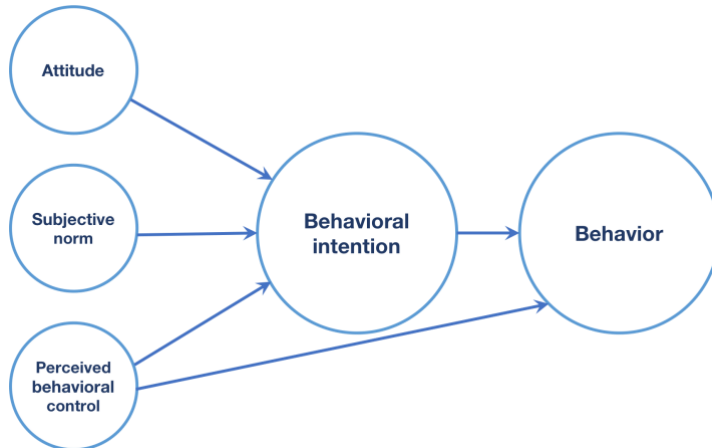 Attitude
Subjective
norm
Perceived
behavioral
control
Behavioral
intention
Behavior